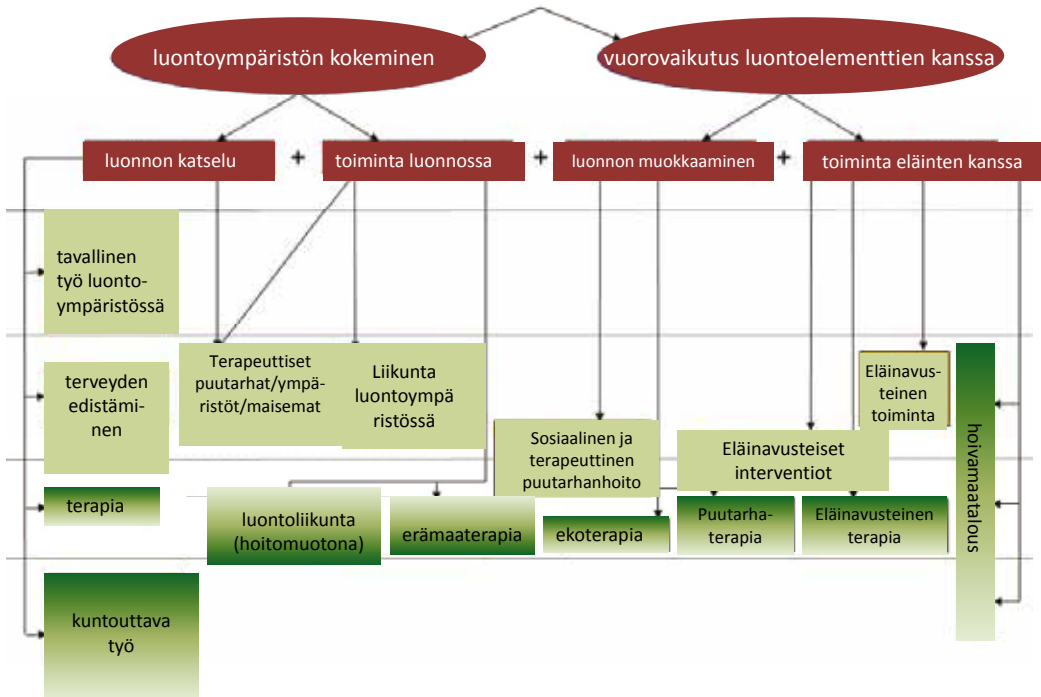 luontoympäristön kokeminen
vuorovaikutus luontoelementtien kanssa
luonnon katselu
+
toiminta luonnossa
+
luonnon muokkaaminen
+
toiminta eläinten kanssa
tavallinen
työ luonto-
ympäristössä
terveyden
edistämi-
nen
Terapeuttiset
puutarhat/ympä-
ristöt/maisemat
Liikunta
luontoympä
ristössä
Eläinavus-
teinen
toiminta
Sosiaalinen ja
terapeuttinen
puutarhanhoito
Eläinavusteiset
interventiot
hoivamaatalous
terapia
luontoliikunta
(hoitomuotona)
erämaaterapia
ekoterapia
Puutarha-
terapia
Eläinavusteinen
terapia
kuntouttava
työ